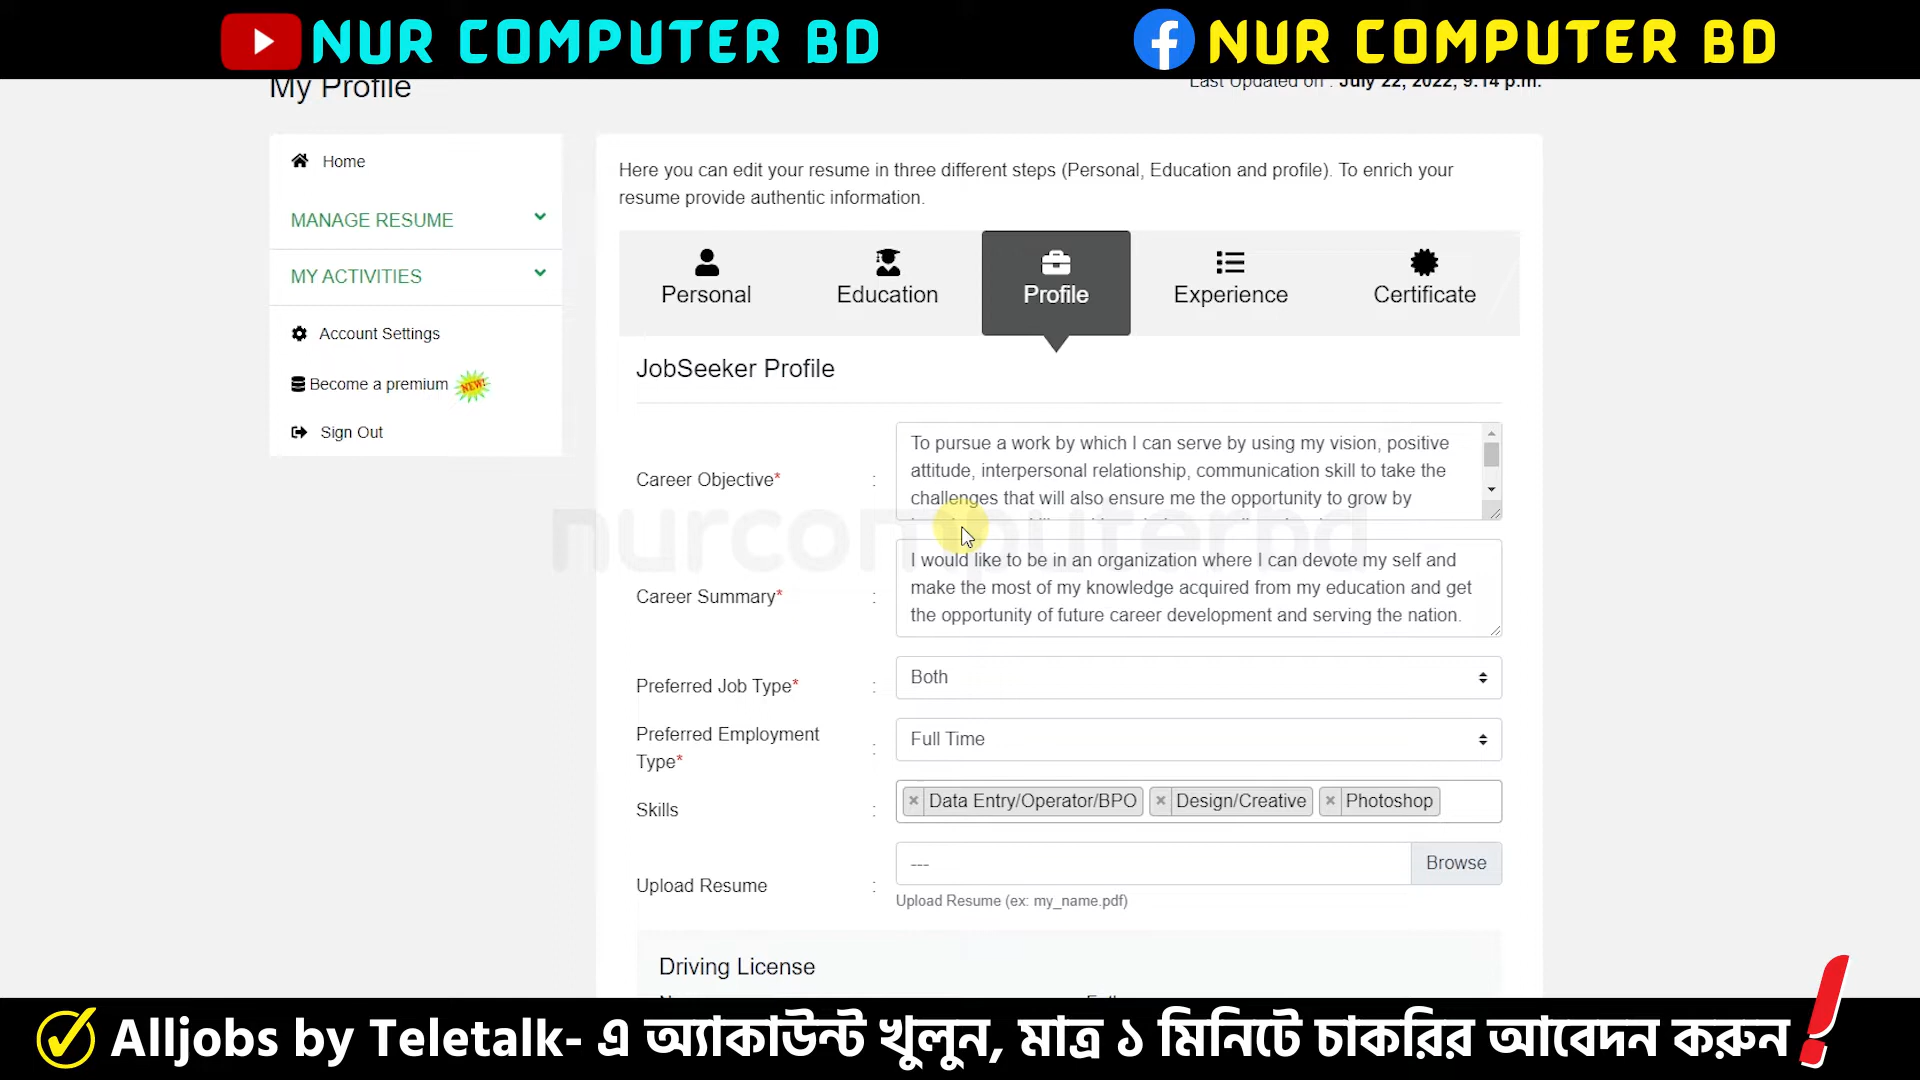 NUR COMPUTER BD
NUR COMPUTER BD
My Profile
Last Updated on : July 22, 2022, 9:14 p.m.
Home
MANAGE RESUME
MY ACTIVITIES
Account Settings
Become a premium NEW!
Sign Out
Here you can edit your resume in three different steps (Personal, Education and profile). To enrich your
resume provide authentic information.
Personal
Education
Profile
Experience
Certificate
JobSeeker Profile
Career Objective*
:
To pursue a work by which I can serve by using my vision, positive
attitude, interpersonal relationship, communication skill to take the
challenges that will also ensure me the opportunity to grow by
nurcomputerbd
Career Summary*
:
I would like to be in an organization where I can devote my self and
make the most of my knowledge acquired from my education and get
the opportunity of future career development and serving the nation.
Preferred Job Type*
:
Both
Preferred Employment
Type*
:
Full Time
Skills
:
× Data Entry/Operator/BPO × Design/Creative × Photoshop
Upload Resume
:
---
Browse
Upload Resume (ex: my_name.pdf)
Driving License
Alljobs by Teletalk- এ অ্যাকাউন্ট খুলুন, মাত্র ১ মিনিটে চাকরির আবেদন করুন!